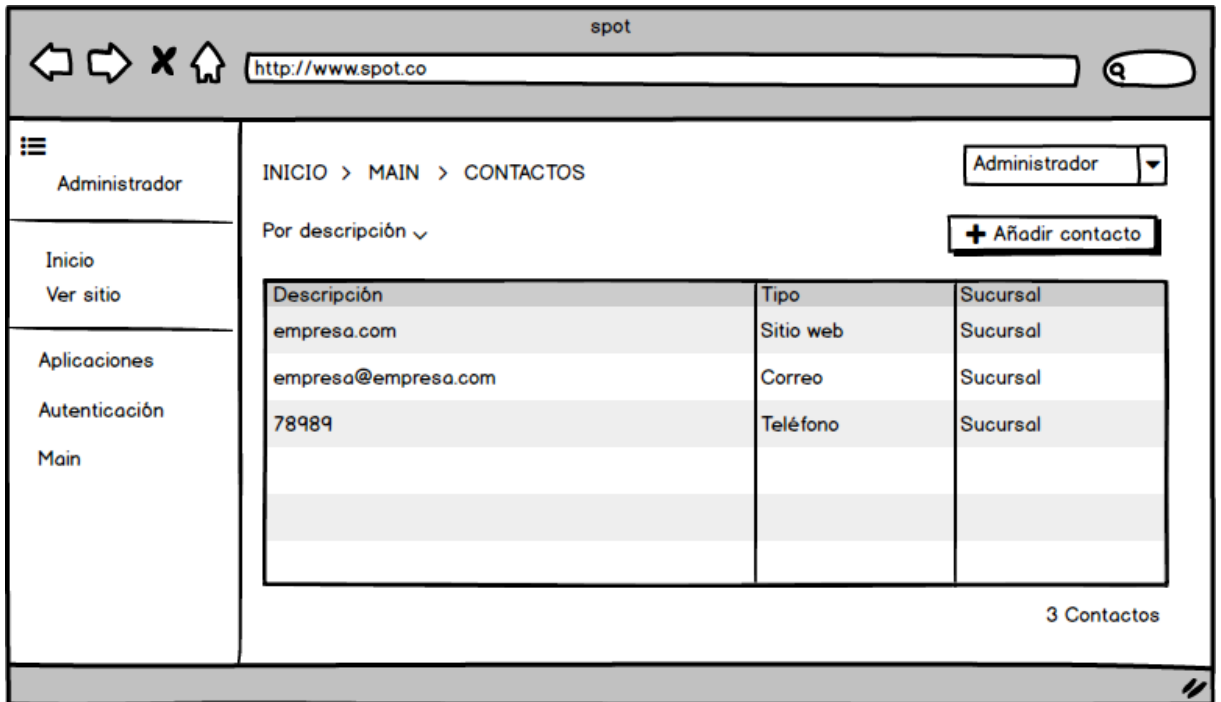 spot
http://www.spot.co
Administrador
INICIO > MAIN > CONTACTOS
Administrador
Por descripción
+ Añadir contacto
Inicio
Ver sitio
Aplicaciones
Autenticación
Main
Descripción Tipo Sucursal
empresa.com Sitio web Sucursal
empresa@empresa.com Correo Sucursal
78989 Teléfono Sucursal
3 Contactos